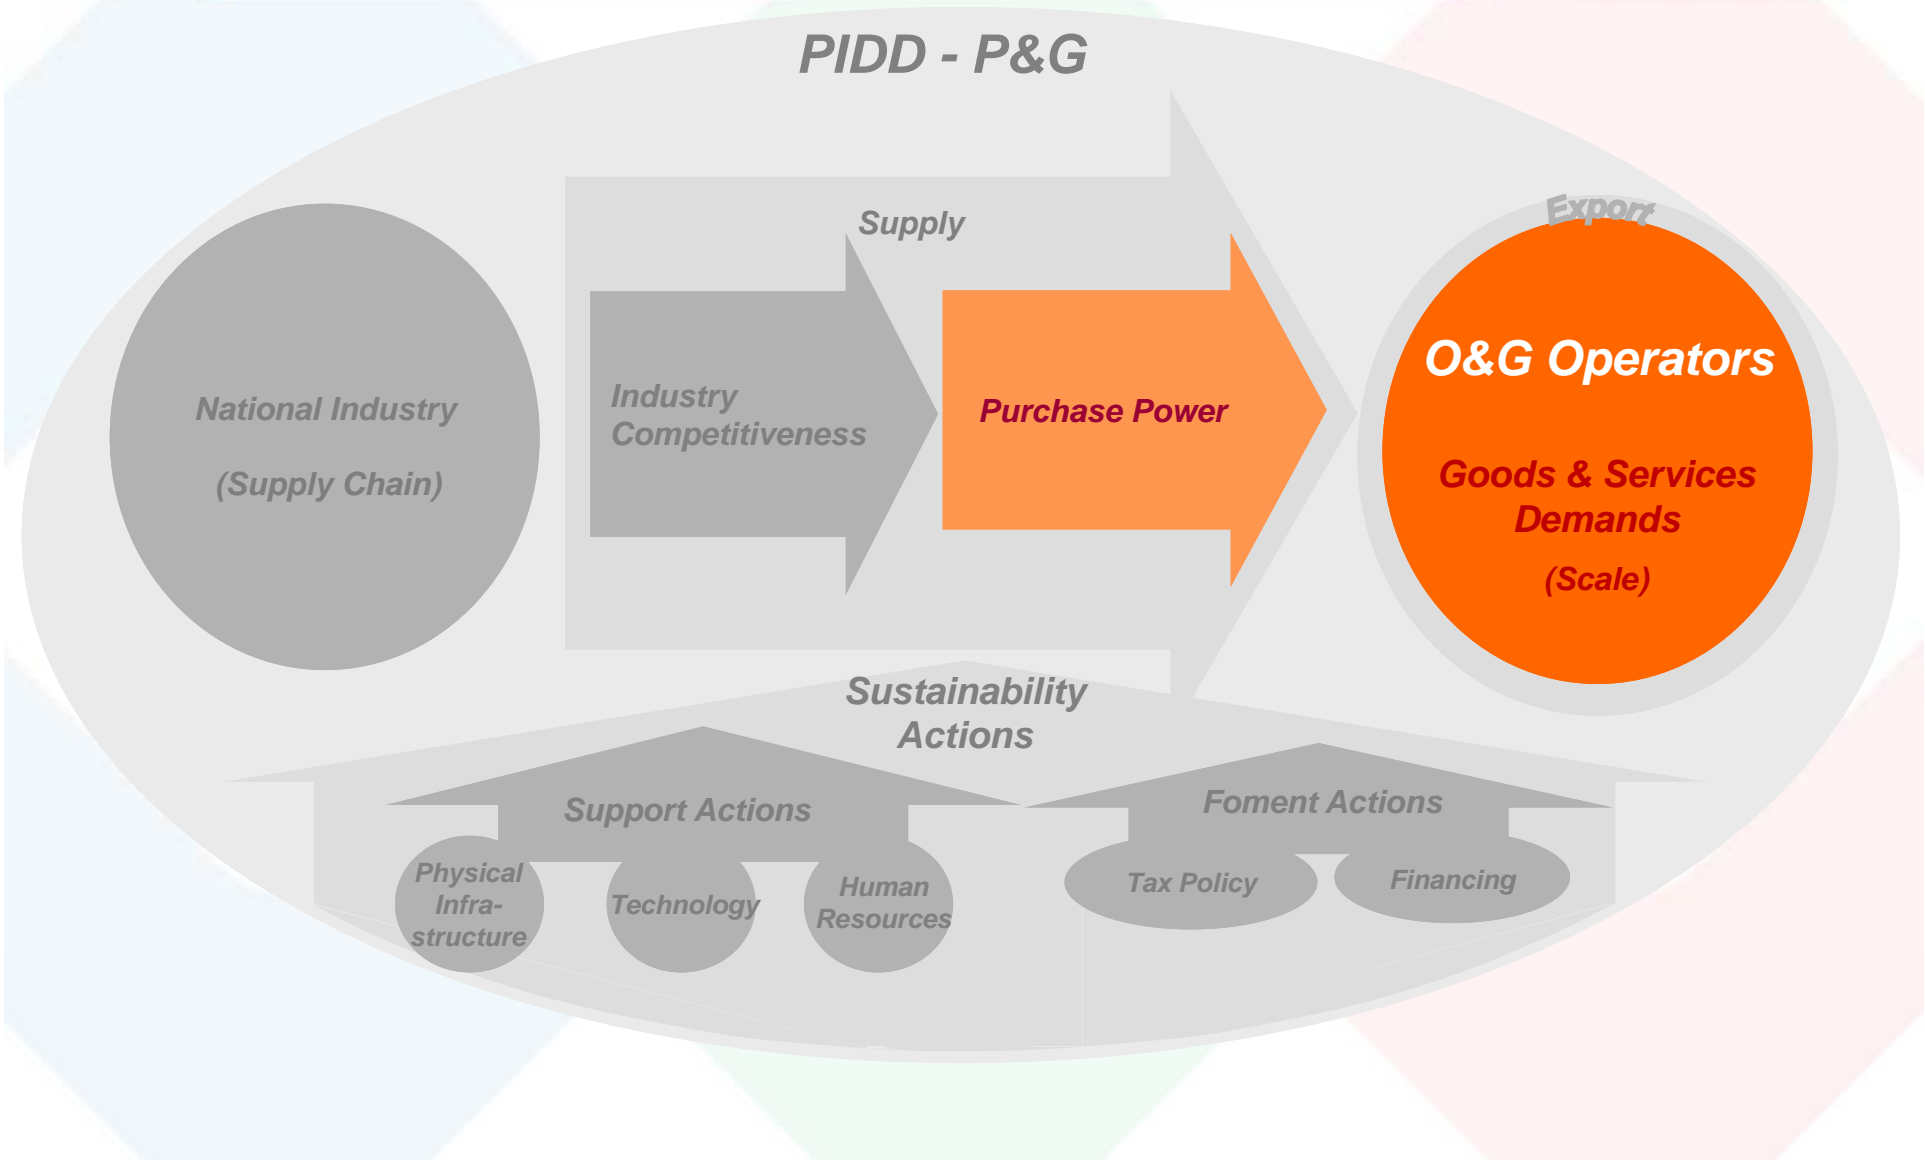 PIDD - P&G
Supply
Export
National Industry
(Supply Chain)
Industry
Competitiveness
Purchase Power
O&G Operators
Goods & Services
Demands
(Scale)
Sustainability
Actions
Support Actions
Foment Actions
Physical
Infra-
structure
Technology
Human
Resources
Tax Policy
Financing